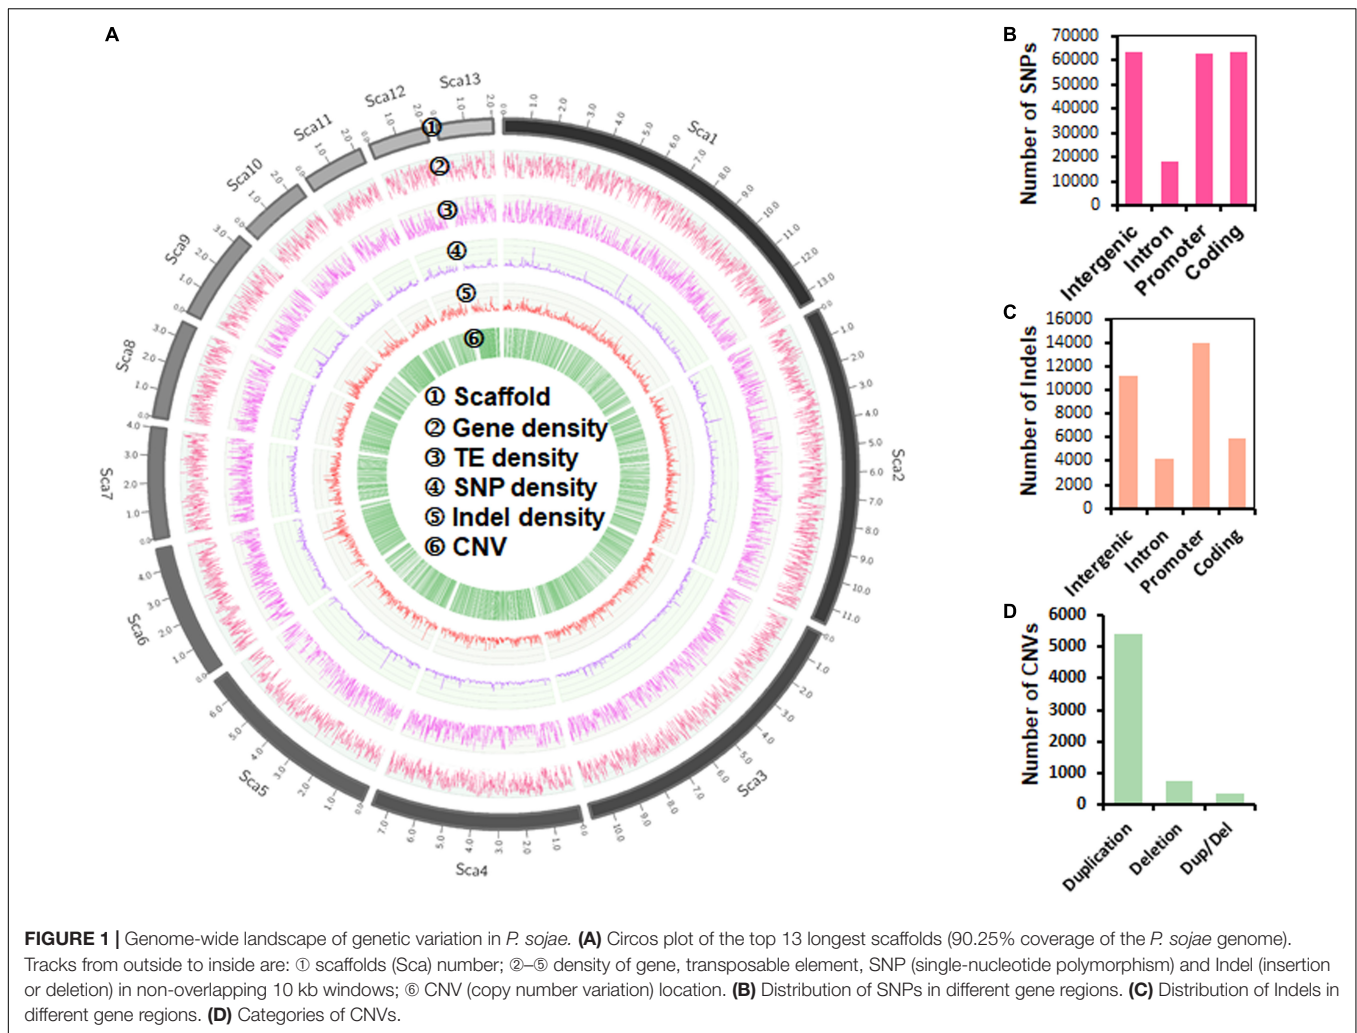 A
Sca1
Sca2
Sca3
Sca4
Sca5
Sca6
Sca7
Sca8
Sca9
Sca10
Sca11
Sca12
Sca13
①
②
③
④
⑤
⑥
① Scaffold
② Gene density
③ TE density
④ SNP density
⑤ Indel density
⑥ CNV
B
Number of SNPs
70000
60000
50000
40000
30000
20000
10000
0
Intergenic
Intron
Promoter
Coding
C
Number of Indels
16000
14000
12000
10000
8000
6000
4000
2000
0
Intergenic
Intron
Promoter
Coding
D
Number of CNVs
6000
5000
4000
3000
2000
1000
0
Duplication
Deletion
Dup/Del
FIGURE 1 | Genome-wide landscape of genetic variation in P. sojae. (A) Circos plot of the top 13 longest scaffolds (90.25% coverage of the P. sojae genome).
Tracks from outside to inside are: ① scaffolds (Sca) number; ②–⑤ density of gene, transposable element, SNP (single-nucleotide polymorphism) and Indel (insertion
or deletion) in non-overlapping 10 kb windows; ⑥ CNV (copy number variation) location. (B) Distribution of SNPs in different gene regions. (C) Distribution of Indels in
different gene regions. (D) Categories of CNVs.